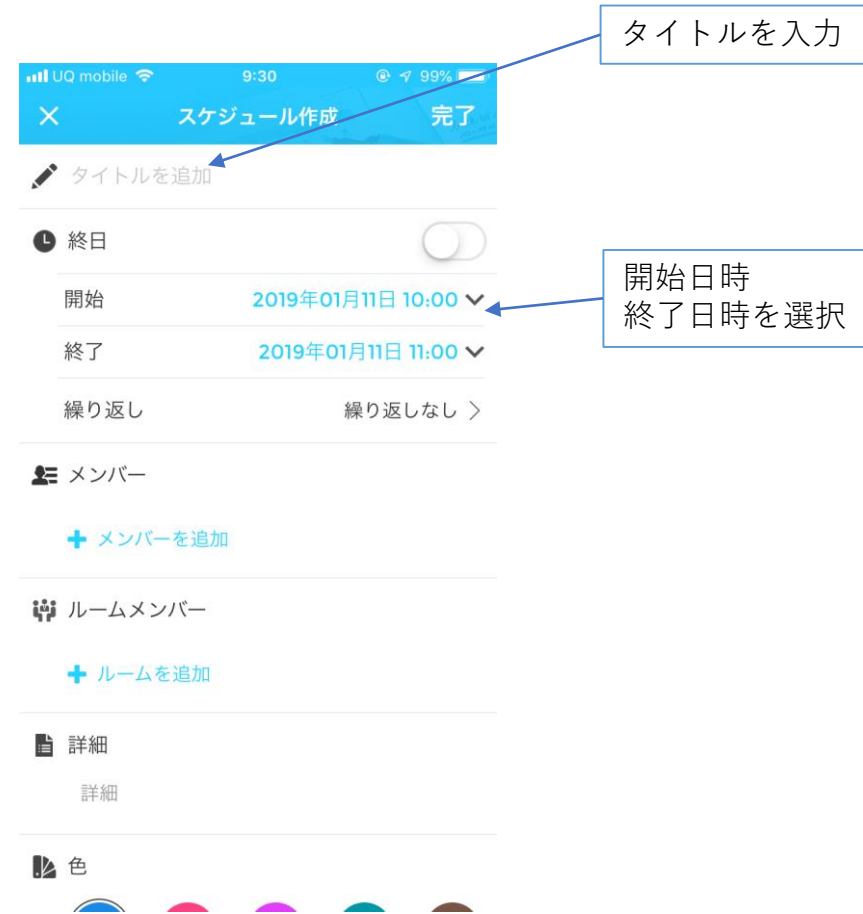 タイトルを入力
UQ mobile 9:30 99%
スケジュール作成 完了
タイトルを追加
終日
開始 2019年01月11日 10:00
開始日時
終了日時を選択
終了 2019年01月11日 11:00
繰り返し 繰り返しなし
メンバー
メンバーを追加
ルームメンバー
ルームを追加
詳細
詳細
色